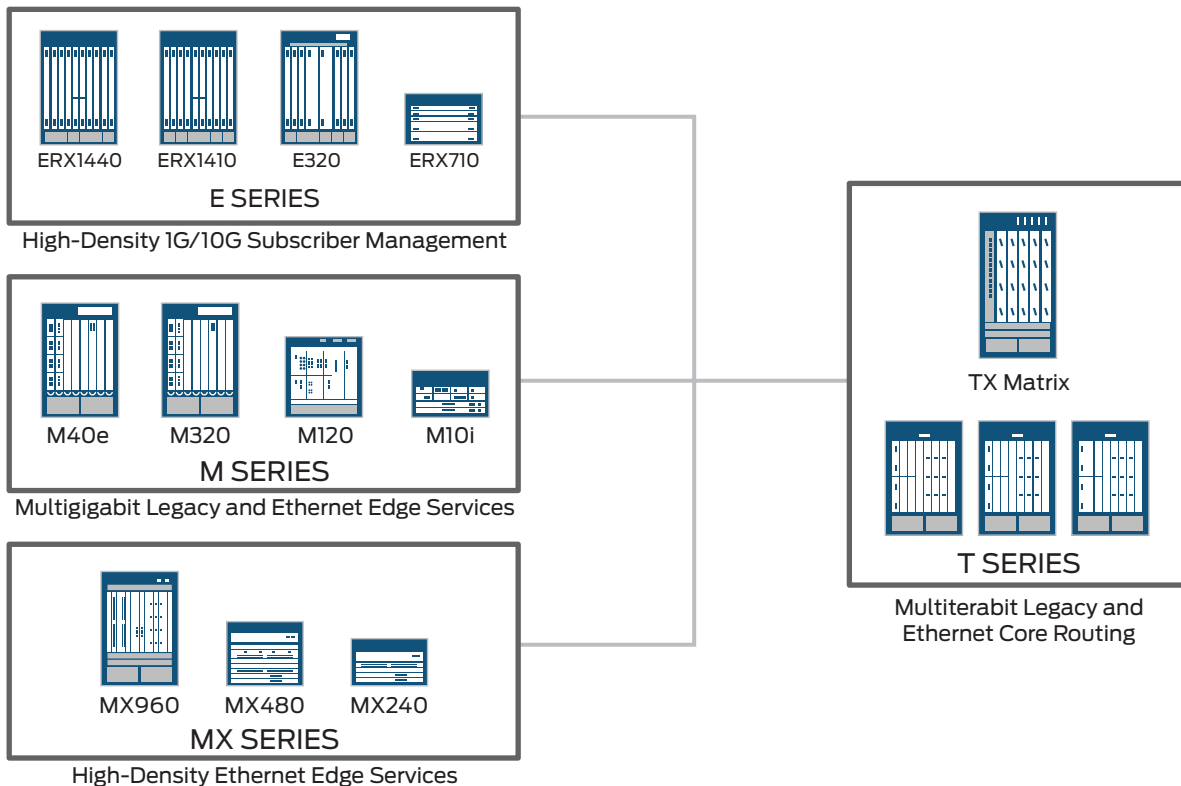 ERX1440
ERX1410
E320
ERX710
E SERIES
High-Density 1G/10G Subscriber Management
M40e
M320
M120
M10i
M SERIES
Multigigabit Legacy and Ethernet Edge Services
MX960
MX480
MX240
MX SERIES
High-Density Ethernet Edge Services
TX Matrix
T SERIES
Multiterabit Legacy and
Ethernet Core Routing